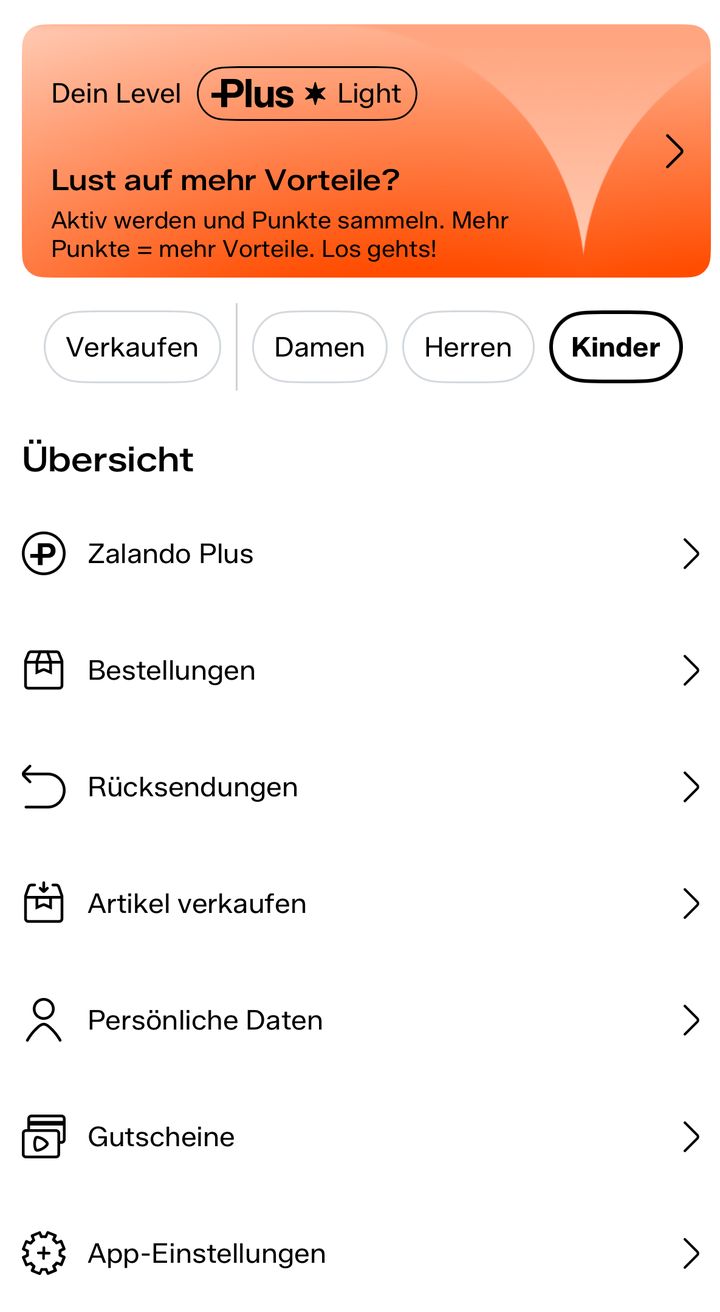 Dein Level Plus ✶ Light
Lust auf mehr Vorteile?
Aktiv werden und Punkte sammeln. Mehr
Punkte = mehr Vorteile. Los gehts!
Verkaufen Damen Herren Kinder
Übersicht
Zalando Plus
Bestellungen
Rücksendungen
Artikel verkaufen
Persönliche Daten
Gutscheine
App-Einstellungen